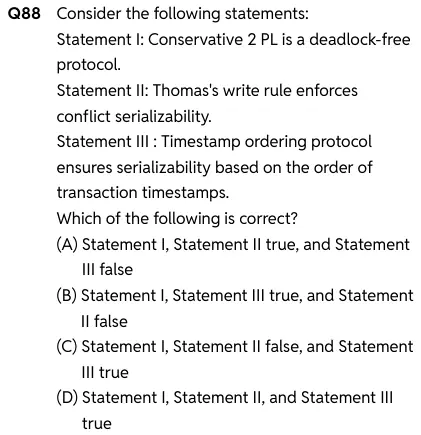 Q88 Consider the following statements:
Statement I: Conservative 2 PL is a deadlock-free
protocol.
Statement II: Thomas's write rule enforces
conflict serializability.
Statement III : Timestamp ordering protocol
ensures serializability based on the order of
transaction timestamps.
Which of the following is correct?
(A) Statement I, Statement II true, and Statement
III false
(B) Statement I, Statement III true, and Statement
II false
(C) Statement I, Statement II false, and Statement
III true
(D) Statement I, Statement II, and Statement III
true